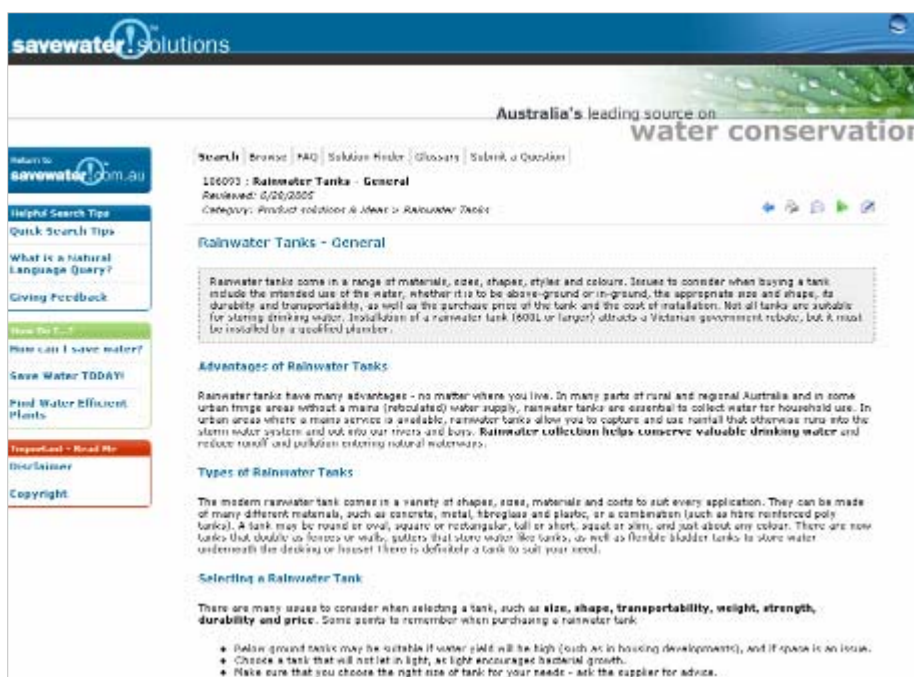 savewater! solutions
Australia's leading source on
water conservation
Return to
savewater!.com.au
Search Browse FAQ Solution Finder Glossary Submit a Question
106093 : Rainwater Tanks - General
Reviewed: 6/28/2005
Category: Product solutions & ideas > Rainwater Tanks
Helpful Search Tips
Quick Search Tips
What is a Natural
Language Query?
Giving Feedback
How Do I...?
How can I save water?
Save Water TODAY!
Find Water Efficient
Plants
Important - Read Me
Disclaimer
Copyright
Rainwater Tanks - General
Rainwater tanks come in a range of materials, sizes, shapes, styles and colours. Issues to consider when buying a tank
include the intended use of the water, whether it is to be above-ground or in-ground, the appropriate size and shape, its
durability and transportability, as well as the purchase price of the tank and the cost of installation. Not all tanks are suitable
for storing drinking water. Installation of a rainwater tank (600L or larger) attracts a Victorian government rebate, but it must
be installed by a qualified plumber.
Advantages of Rainwater Tanks
Rainwater tanks have many advantages - no matter where you live. In many parts of rural and regional Australia and in some
urban fringe areas without a mains (reticulated) water supply, rainwater tanks are essential to collect water for household use. In
urban areas where a mains service is available, rainwater tanks allow you to capture and use rainfall that otherwise runs into the
storm water system and out into our rivers and bays. Rainwater collection helps conserve valuable drinking water and
reduce runoff and pollution entering natural waterways.
Types of Rainwater Tanks
The modern rainwater tank comes in a variety of shapes, sizes, materials and costs to suit every application. They can be made
of many different materials, such as concrete, metal, fibreglass and plastic, or a combination (such as fibre reinforced poly
tanks). A tank may be round or oval, square or rectangular, tall or short, squat or slim, and just about any colour. There are now
tanks that double as fences or walls, gutters that store water like tanks, as well as flexible bladder tanks to store water
underneath the decking or house! There is definitely a tank to suit your need.
Selecting a Rainwater Tank
There are many issues to consider when selecting a tank, such as size, shape, transportability, weight, strength,
durability and price. Some points to remember when purchasing a rainwater tank
Below ground tanks may be suitable if water yield will be high (such as in housing developments), and if space is an issue.
Choose a tank that will not let in light, as light encourages bacterial growth.
Make sure that you choose the right size of tank for your needs - ask the supplier for advice.